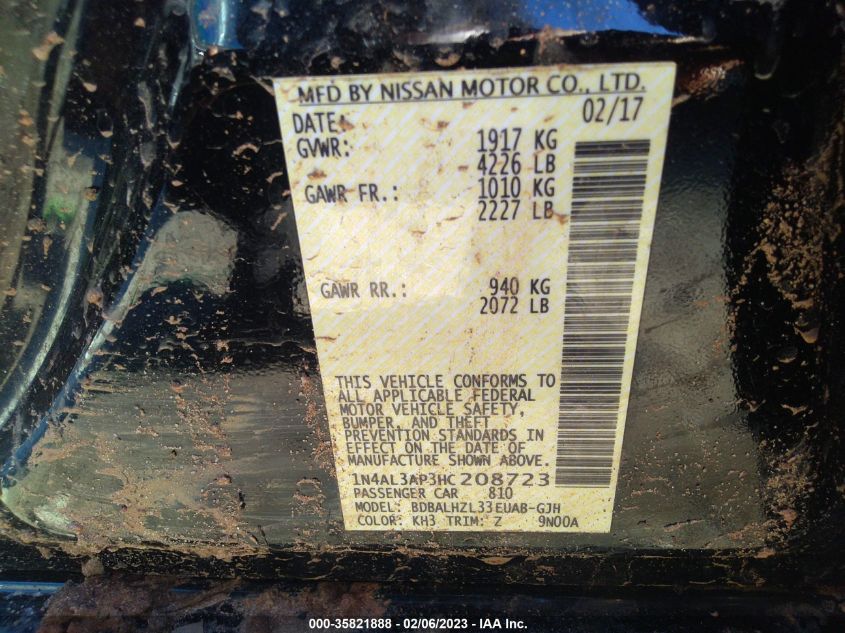 MFD BY NISSAN MOTOR CO., LTD.
DATE: 02/17
GVWR: 1917 KG
4226 LB
GAWR FR.: 1010 KG
2227 LB
GAWR RR.: 940 KG
2072 LB
THIS VEHICLE CONFORMS TO
ALL APPLICABLE FEDERAL
MOTOR VEHICLE SAFETY,
BUMPER, AND THEFT
PREVENTION STANDARDS IN
EFFECT ON THE DATE OF
MANUFACTURE SHOWN ABOVE.
1N4AL3AP3HC208723
PASSENGER CAR 810
MODEL: BDBALHZL33EUAB-GJH
COLOR: KH3 TRIM: Z 9N00A
000-35821888 - 02/06/2023 - IAA Inc.